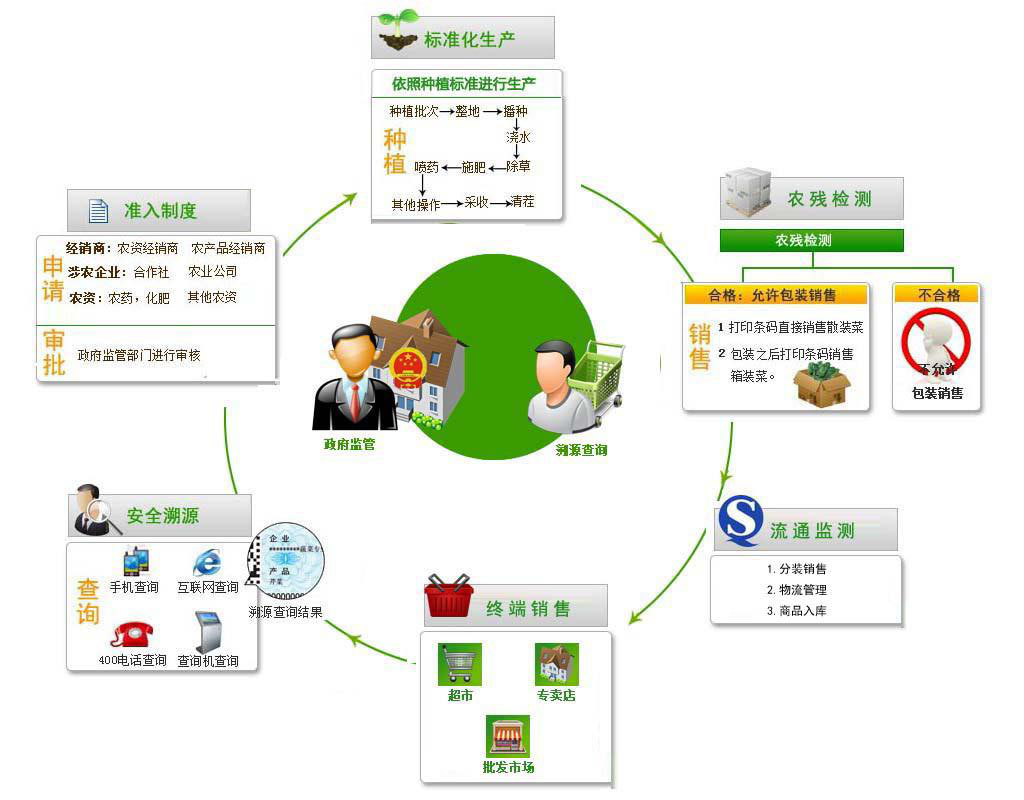 标准化生产
依照种植标准进行生产
种植
种植批次 整地 播种
浇水
喷药 施肥 除草
其他操作 采收 清茬
农残检测
农残检测
合格：允许包装销售
销售
1 打印条码直接销售散装菜
2 包装之后打印条码销售
箱装菜。
不合格
不允许
包装销售
流通监测
1. 分装销售
2. 物流管理
3. 商品入库
终端销售
超市
专卖店
批发市场
安全溯源
查询
手机查询
互联网查询
400电话查询
查询机查询
企业
蔬菜专
产品
芹菜
溯源查询结果
准入制度
申请
经销商：农资经销商 农产品经销商
涉农企业：合作社 农业公司
农资：农药，化肥 其他农资
审批
政府监管部门进行审核
政府监管
溯源查询